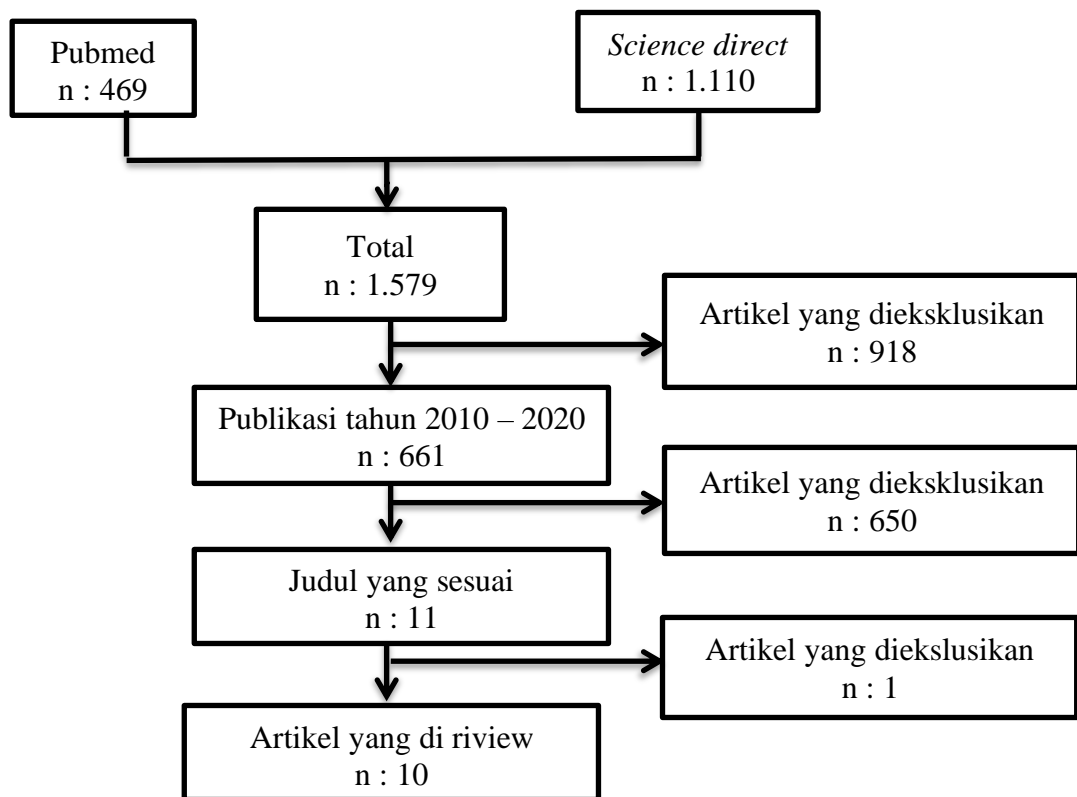 Pubmed
n : 469
Science direct
n : 1.110
Total
n : 1.579
Artikel yang dieksklusikan
n : 918
Publikasi tahun 2010 – 2020
n : 661
Artikel yang dieksklusikan
n : 650
Judul yang sesuai
n : 11
Artikel yang diekslusikan
n : 1
Artikel yang di riview
n : 10